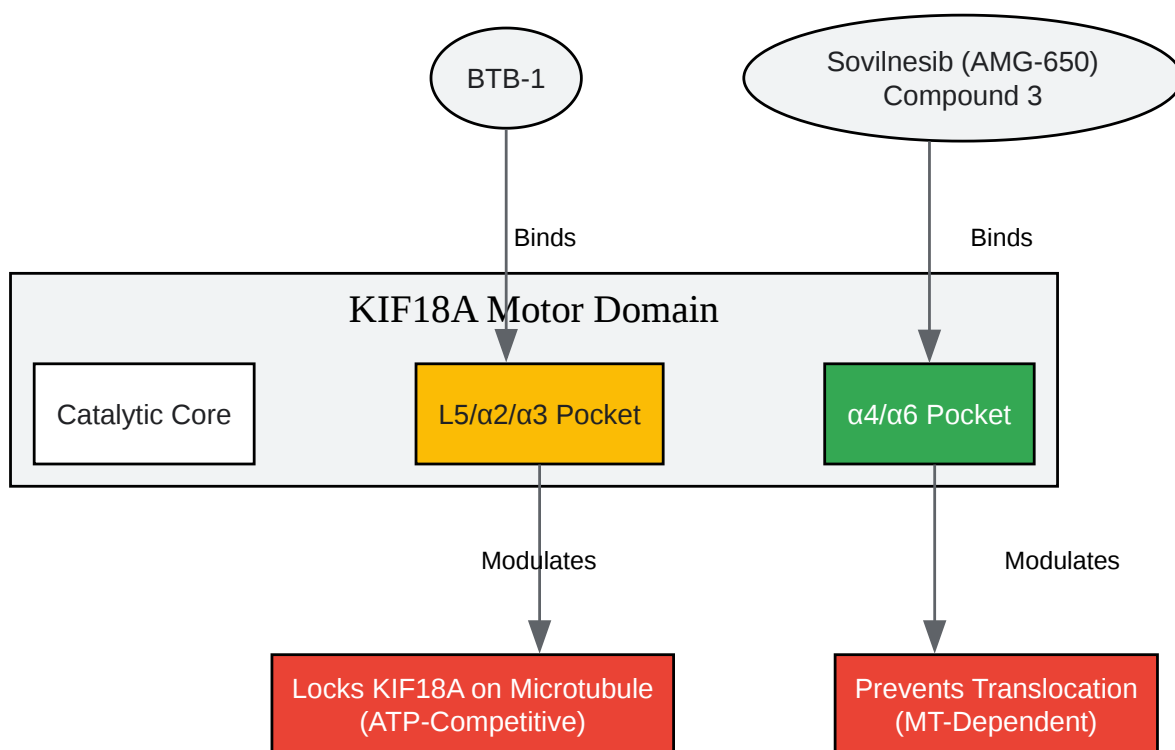 BTB-1
Sovilnesib (AMG-650)
Compound 3
Binds
Binds
KIF18A Motor Domain
Catalytic Core
L5/α2/α3 Pocket
α4/α6 Pocket
Modulates
Modulates
Locks KIF18A on Microtubule
(ATP-Competitive)
Prevents Translocation
(MT-Dependent)